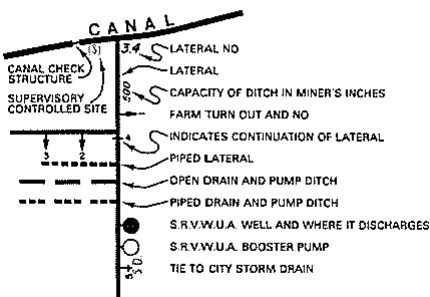 CANAL
(S)
3.4
LATERAL NO
CANAL CHECK
STRUCTURE
LATERAL
SUPERVISORY
CONTROLLED SITE
500
CAPACITY OF DITCH IN MINER'S INCHES
FARM TURN OUT AND NO
4
INDICATES CONTINUATION OF LATERAL
3 2
PIPED LATERAL
OPEN DRAIN AND PUMP DITCH
PIPED DRAIN AND PUMP DITCH
S.R.V.W.U.A. WELL AND WHERE IT DISCHARGES
S.R.V.W.U.A. BOOSTER PUMP
S.D.
TIE TO CITY STORM DRAIN